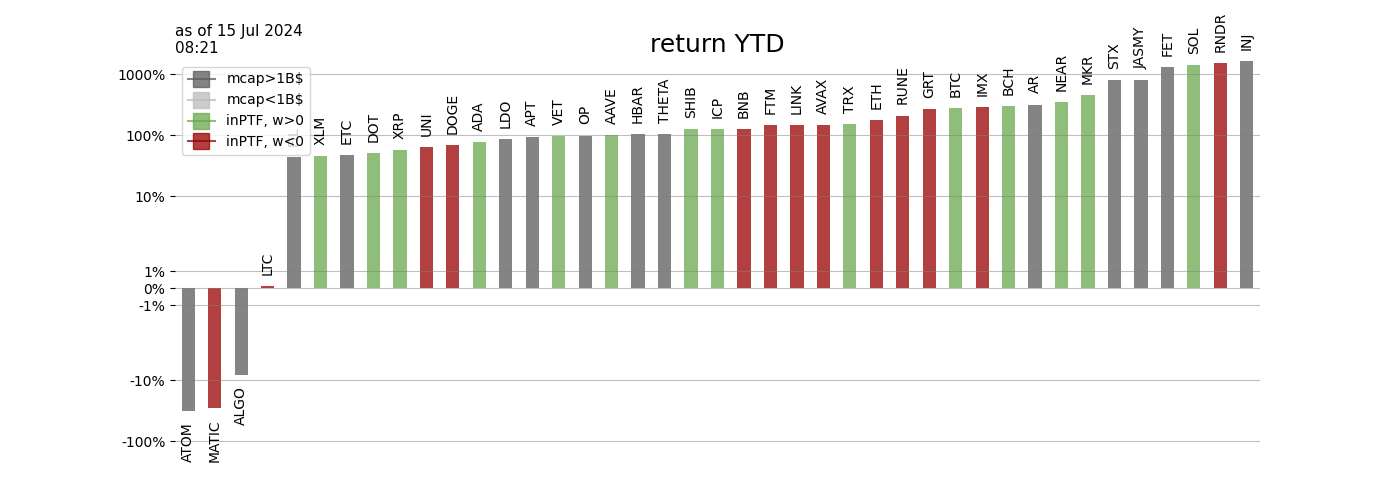 as of 15 Jul 2024
08:21
return YTD
mcap>1B$
mcap<1B$
inPTF, w>0
inPTF, w<0
1000%
100%
10%
1%
0%
-1%
-10%
-100%
ATOM
MATIC
ALGO
LTC
XLM
ETC
DOT
XRP
UNI
DOGE
ADA
LDO
APT
VET
OP
AAVE
HBAR
THETA
SHIB
ICP
BNB
FTM
LINK
AVAX
TRX
ETH
RUNE
GRT
BTC
IMX
BCH
AR
NEAR
MKR
STX
JASMY
FET
SOL
RNDR
INJ